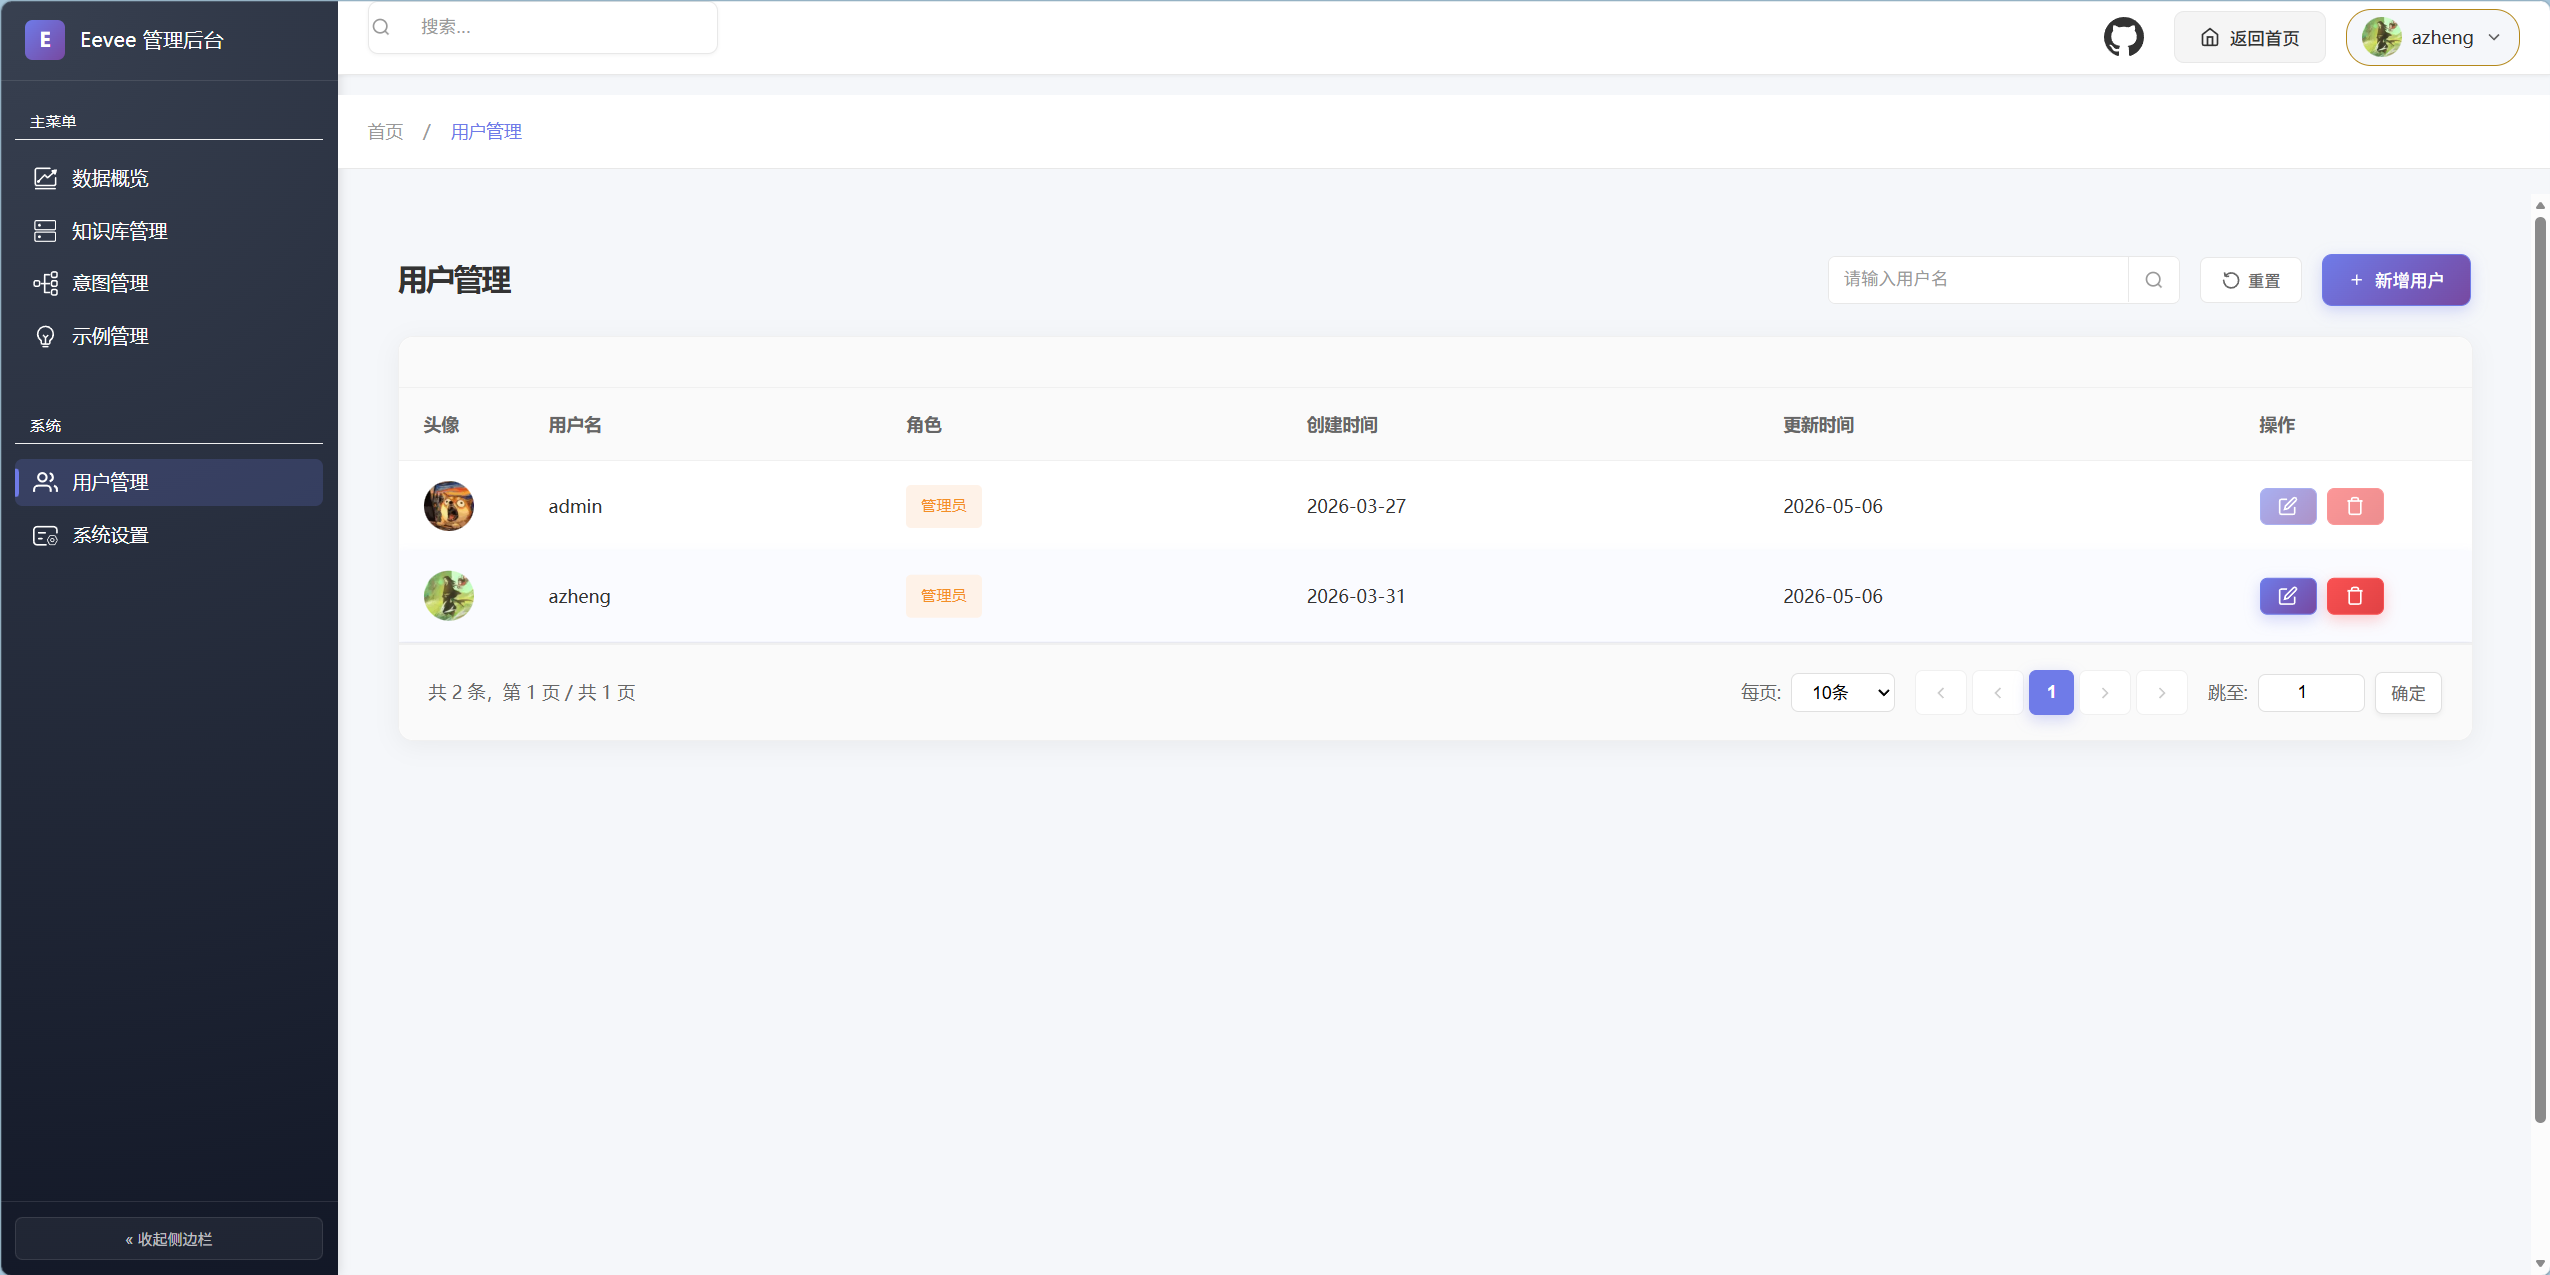 E Eevee 管理后台
搜索...
返回首页
azheng
主菜单
数据概览
知识库管理
意图管理
示例管理
系统
用户管理
系统设置
« 收起侧边栏
首页 / 用户管理
用户管理
请输入用户名
重置
+ 新增用户
头像 用户名 角色 创建时间 更新时间 操作
admin 管理员 2026-03-27 2026-05-06
azheng 管理员 2026-03-31 2026-05-06
共 2 条, 第 1 页 / 共 1 页
每页: 10条 ‹ ‹ 1 › › 跳至: 1 确定